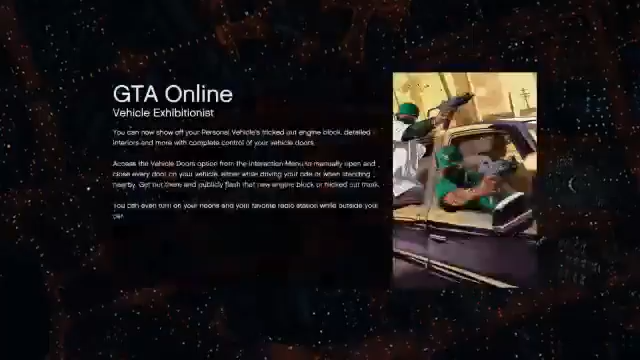 GTA Online
Vehicle Exhibitionist
You can now show off your Personal Vehicle's tricked out engine block, detailed
interiors and more with complete control of your vehicle doors.
Access the Vehicle Doors option from the Interaction Menu to manually open and
close every door on your vehicle, either while driving your ride or when standing
nearby. Get out there and publicly flash that new engine block or tricked out trunk.
You can even turn on your neons and your favorite radio station while outside your
car.